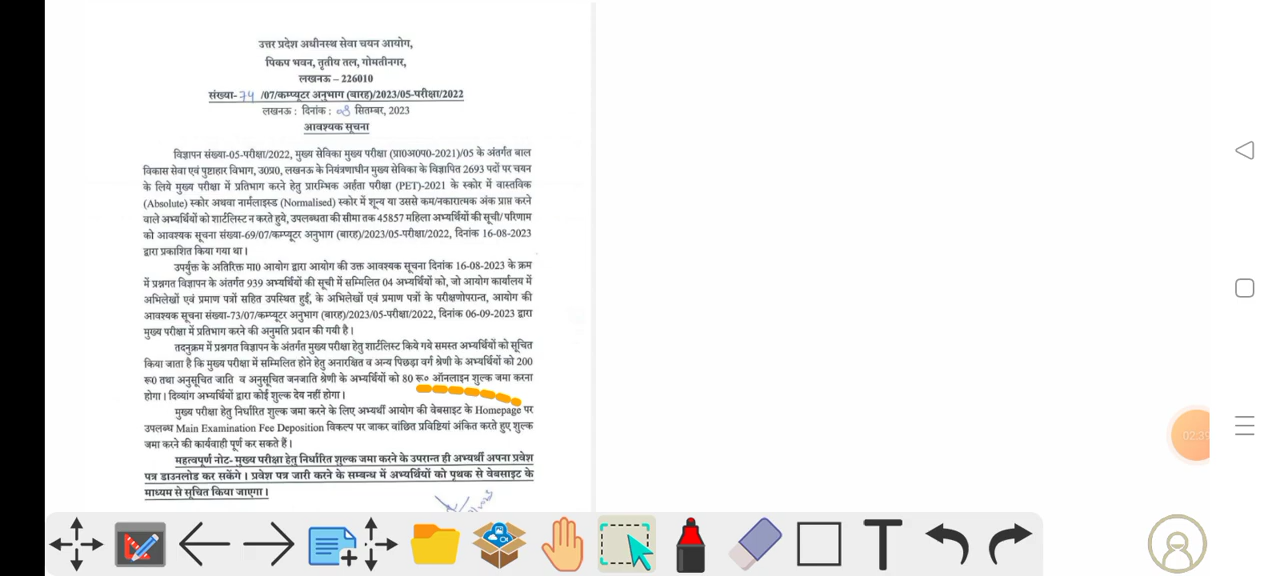 उत्तर प्रदेश अधीनस्थ सेवा चयन आयोग,
पिकप भवन, तृतीय तल, गोमतीनगर,
लखनऊ – 226010
संख्या- 74 /07/कम्प्यूटर अनुभाग (बारह)/2023/05-परीक्षा/2022
लखनऊ : दिनांक : 08 सितम्बर, 2023
आवश्यक सूचना
विज्ञापन संख्या-05-परीक्षा/2022, मुख्य सेविका मुख्य परीक्षा (प्रा0अ0प0-2021)/05 के अंतर्गत बाल
विकास सेवा एवं पुष्टाहार विभाग, उ0प्र0, लखनऊ के नियंत्रणाधीन मुख्य सेविका के विज्ञापित 2693 पदों पर चयन
के लिये मुख्य परीक्षा में प्रतिभाग करने हेतु प्रारम्भिक अर्हता परीक्षा (PET)-2021 के स्कोर में वास्तविक
(Absolute) स्कोर अथवा नार्मलाइस्ड (Normalised) स्कोर में शून्य या उससे कम/नकारात्मक अंक प्राप्त करने
वाले अभ्यर्थियों को शार्टलिस्ट न करते हुये, उपलब्धता की सीमा तक 45857 महिला अभ्यर्थियों की सूची/परिणाम
को आवश्यक सूचना संख्या-69/07/कम्प्यूटर अनुभाग (बारह)/2023/05-परीक्षा/2022, दिनांक 16-08-2023
द्वारा प्रकाशित किया गया था।
उपर्युक्त के अतिरिक्त मा0 आयोग द्वारा आयोग की उक्त आवश्यक सूचना दिनांक 16-08-2023 के क्रम
में प्रश्नगत विज्ञापन के अंतर्गत 939 अभ्यर्थियों की सूची में सम्मिलित 04 अभ्यर्थियों को, जो आयोग कार्यालय में
अभिलेखों एवं प्रमाण पत्रों सहित उपस्थित हुईं, के अभिलेखों एवं प्रमाण पत्रों के परीक्षणोपरान्त, आयोग की
आवश्यक सूचना संख्या-73/07/कम्प्यूटर अनुभाग (बारह)/2023/05-परीक्षा/2022, दिनांक 06-09-2023 द्वारा
मुख्य परीक्षा में प्रतिभाग करने की अनुमति प्रदान की गयी है।
तदनुक्रम में प्रश्नगत विज्ञापन के अंतर्गत मुख्य परीक्षा हेतु शार्टलिस्ट किये गये समस्त अभ्यर्थियों को सूचित
किया जाता है कि मुख्य परीक्षा में सम्मिलित होने हेतु अनारक्षित व अन्य पिछड़ा वर्ग श्रेणी के अभ्यर्थियों को 200
रू0 तथा अनुसूचित जाति व अनुसूचित जनजाति श्रेणी के अभ्यर्थियों को 80 रू० ऑनलाइन शुल्क जमा करना
होगा। दिव्यांग अभ्यर्थियों द्वारा कोई शुल्क देय नहीं होगा।
मुख्य परीक्षा हेतु निर्धारित शुल्क जमा करने के लिए अभ्यर्थी आयोग की वेबसाइट के Homepage पर
उपलब्ध Main Examination Fee Deposition विकल्प पर जाकर वांछित प्रविष्टियां अंकित करते हुए शुल्क
जमा करने की कार्यवाही पूर्ण कर सकते हैं।
महत्वपूर्ण नोट- मुख्य परीक्षा हेतु निर्धारित शुल्क जमा करने के उपरान्त ही अभ्यर्थी अपना प्रवेश
पत्र डाउनलोड कर सकेंगे। प्रवेश पत्र जारी करने के सम्बन्ध में अभ्यर्थियों को पृथक से वेबसाइट के
माध्यम से सूचित किया जाएगा।
02:39
T